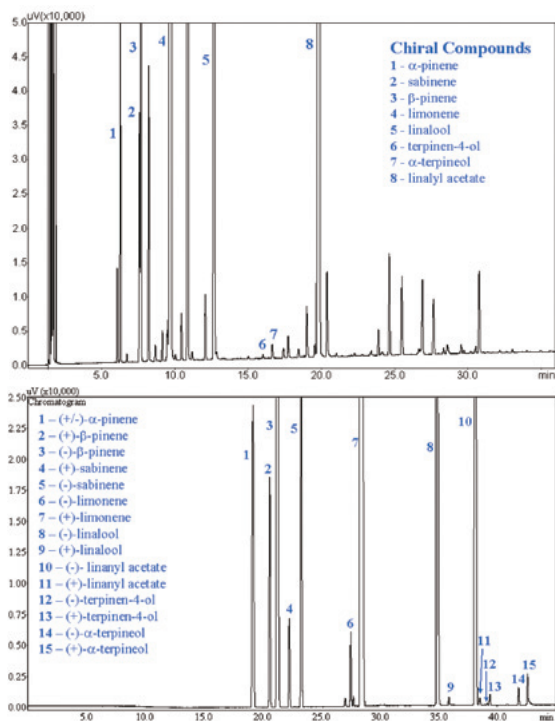 uV(x10,000)
5.0
4.5
4.0
3.5
3.0
2.5
2.0
1.5
1.0
0.5
0.0
1
2
3
4
5
6
7
8
Chiral Compounds
1 - α-pinene
2 - sabinene
3 - β-pinene
4 - limonene
5 - linalool
6 - terpinen-4-ol
7 - α-terpineol
8 - linalyl acetate
5.0 10.0 15.0 20.0 25.0 30.0 min
uV (x10,000)
Chromatogram
2.50
2.25
2.00
1.75
1.50
1.25
1.00
0.75
0.50
0.25
0.00
1 – (+/-)-α-pinene
2 – (+)-β-pinene
3 – (-)-β-pinene
4 – (+)-sabinene
5 – (-)-sabinene
6 – (-)-limonene
7 – (+)-limonene
8 – (-)-linalool
9 – (+)-linalool
10 – (-)- linanyl acetate
11 – (+)-linanyl acetate
12 – (-)-terpinen-4-ol
13 – (+)-terpinen-4-ol
14 – (-)-α-terpineol
15 – (+)-α-terpineol
1
2
3
4
5
6
7
8
9
10
11
12
13
14
15
0.0 5.0 10.0 15.0 20.0 25.0 30.0 35.0 40.0 min